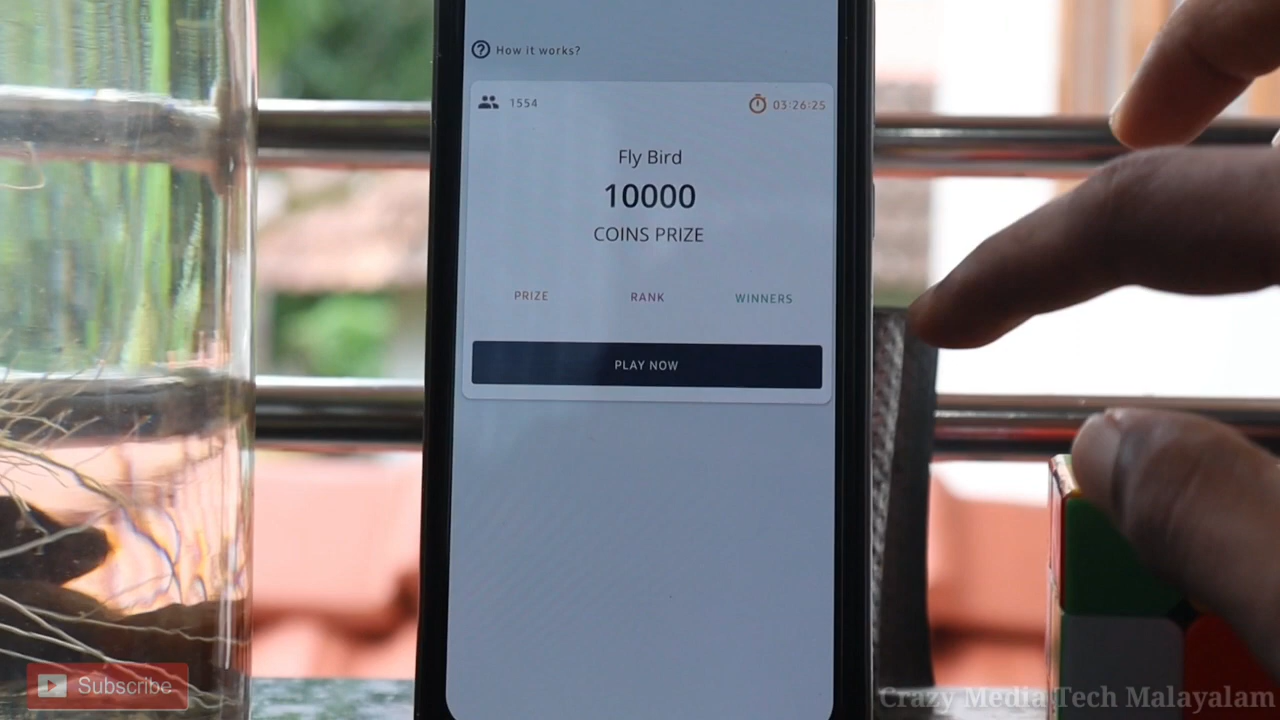 How it works?
1554
03:26:25
Fly Bird
10000
COINS PRIZE
PRIZE
RANK
WINNERS
PLAY NOW
Subscribe
Crazy Media Tech Malayalam